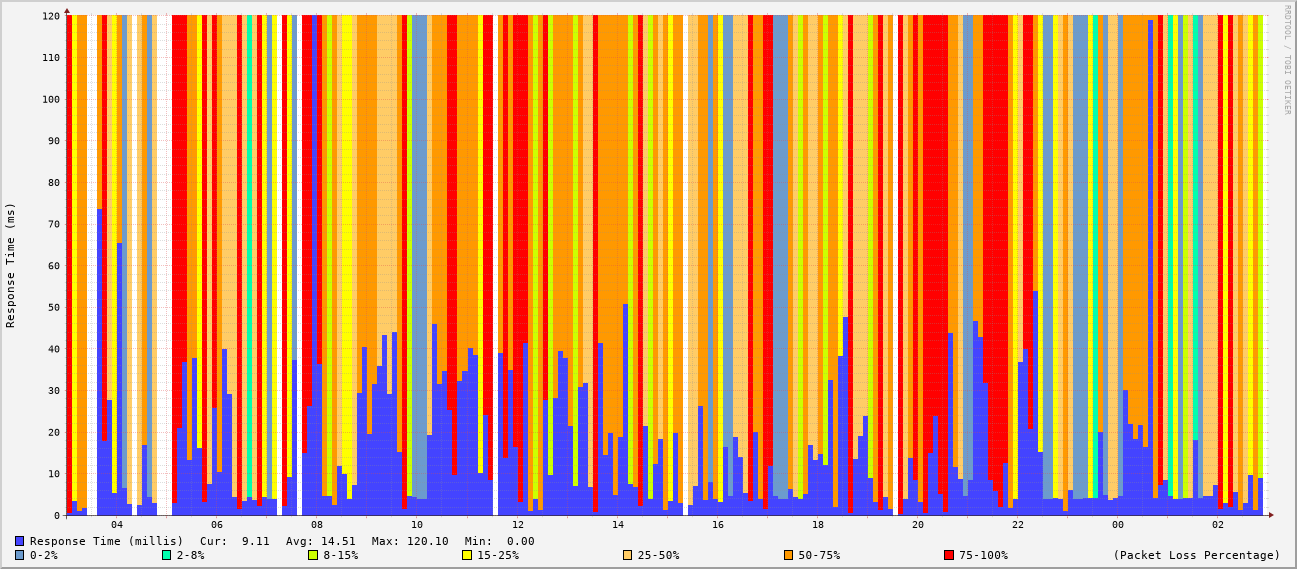 RRDTOOL / TOBI OETIKER
Response Time (ms)
120
110
100
90
80
70
60
50
40
30
20
10
0
04 06 08 10 12 14 16 18 20 22 00 02
Response Time (millis) Cur: 9.11 Avg: 14.51 Max: 120.10 Min: 0.00
0-2% 2-8% 8-15% 15-25% 25-50% 50-75% 75-100% (Packet Loss Percentage)